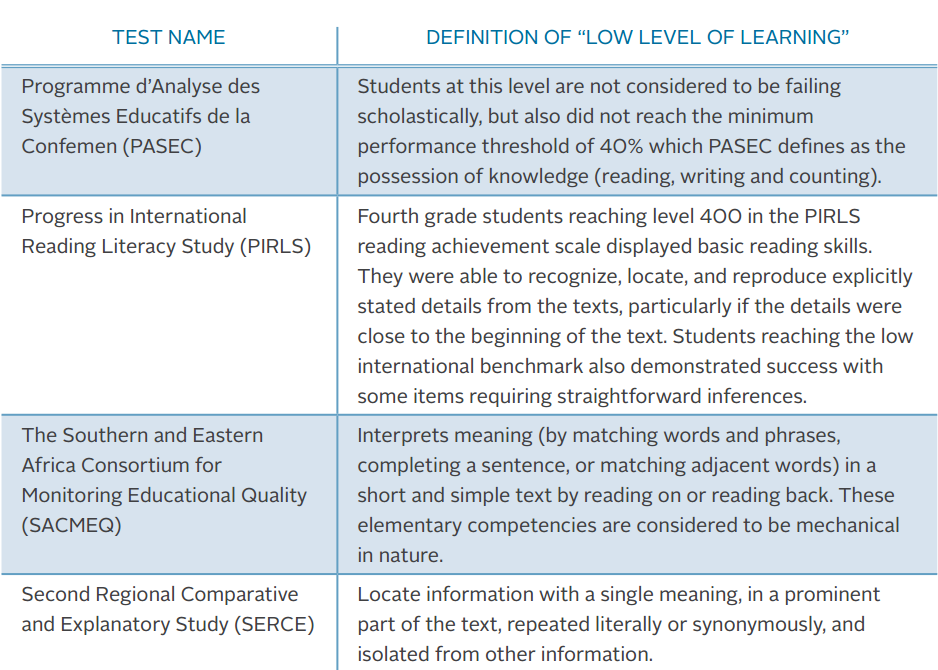 TEST NAME
DEFINITION OF “LOW LEVEL OF LEARNING”
Programme d’Analyse des
Systèmes Educatifs de la
Confemen (PASEC)
Students at this level are not considered to be failing
scholastically, but also did not reach the minimum
performance threshold of 40% which PASEC defines as the
possession of knowledge (reading, writing and counting).
Progress in International
Reading Literacy Study (PIRLS)
Fourth grade students reaching level 400 in the PIRLS
reading achievement scale displayed basic reading skills.
They were able to recognize, locate, and reproduce explicitly
stated details from the texts, particularly if the details were
close to the beginning of the text. Students reaching the low
international benchmark also demonstrated success with
some items requiring straightforward inferences.
The Southern and Eastern
Africa Consortium for
Monitoring Educational Quality
(SACMEQ)
Interprets meaning (by matching words and phrases,
completing a sentence, or matching adjacent words) in a
short and simple text by reading on or reading back. These
elementary competencies are considered to be mechanical
in nature.
Second Regional Comparative
and Explanatory Study (SERCE)
Locate information with a single meaning, in a prominent
part of the text, repeated literally or synonymously, and
isolated from other information.